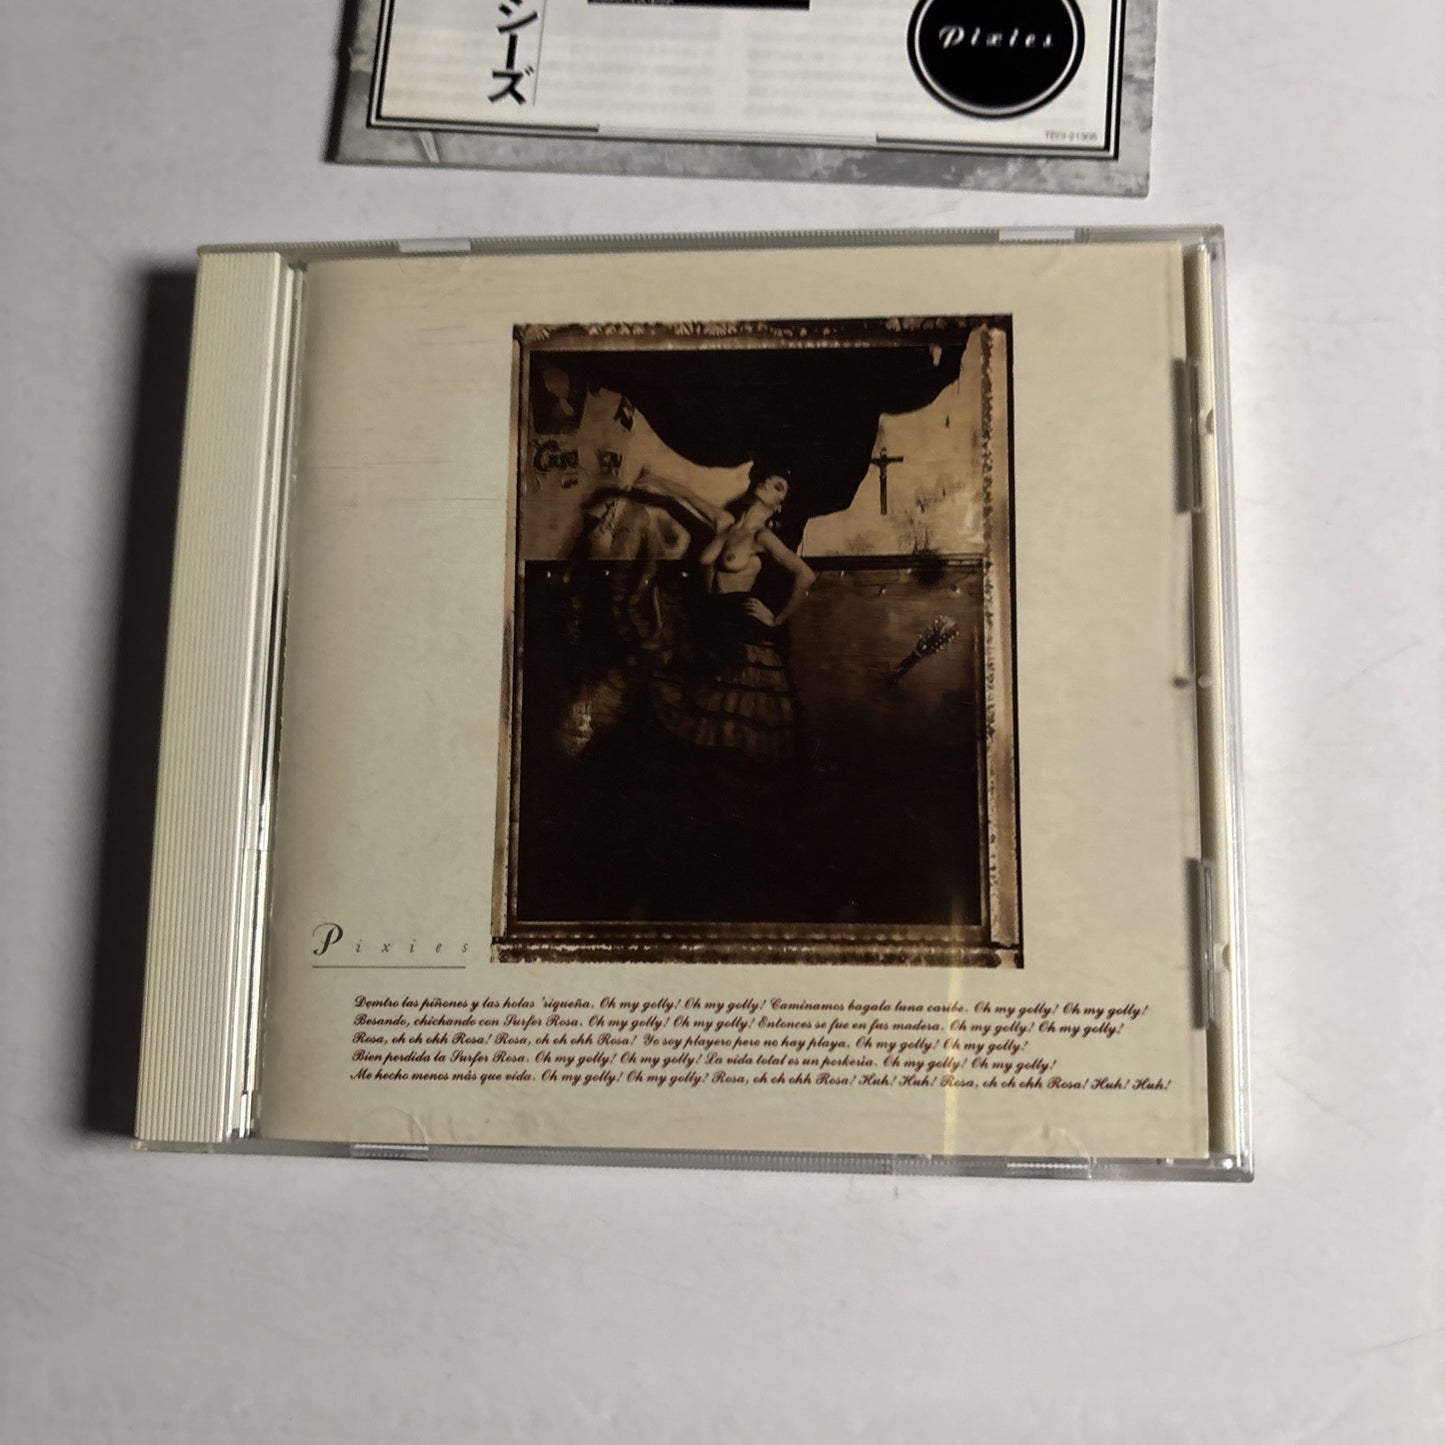 シーズ
Pixies
TECI-21305
Pixies
Demtro las piñones y las holas 'riqueña. Oh my golly! Oh my golly! Caminamos bagala luna caribe. Oh my golly! Oh my golly!
Besando, chichando con Surfer Rosa. Oh my golly! Oh my golly! Entonces se fue en fus madera. Oh my golly! Oh my golly!
Rosa, oh oh ohh Rosa! Rosa, oh oh ohh Rosa! Yo soy playero pero no hay playa. Oh my golly! Oh my golly!
Bien perdida la Surfer Rosa. Oh my golly! Oh my golly! La vida total es un porkeria. Oh my golly! Oh my golly!
Me hecho menos más que vida. Oh my golly! Oh my golly! Rosa, oh oh ohh Rosa! Huh! Huh! Rosa, oh oh ohh Rosa! Huh! Huh!